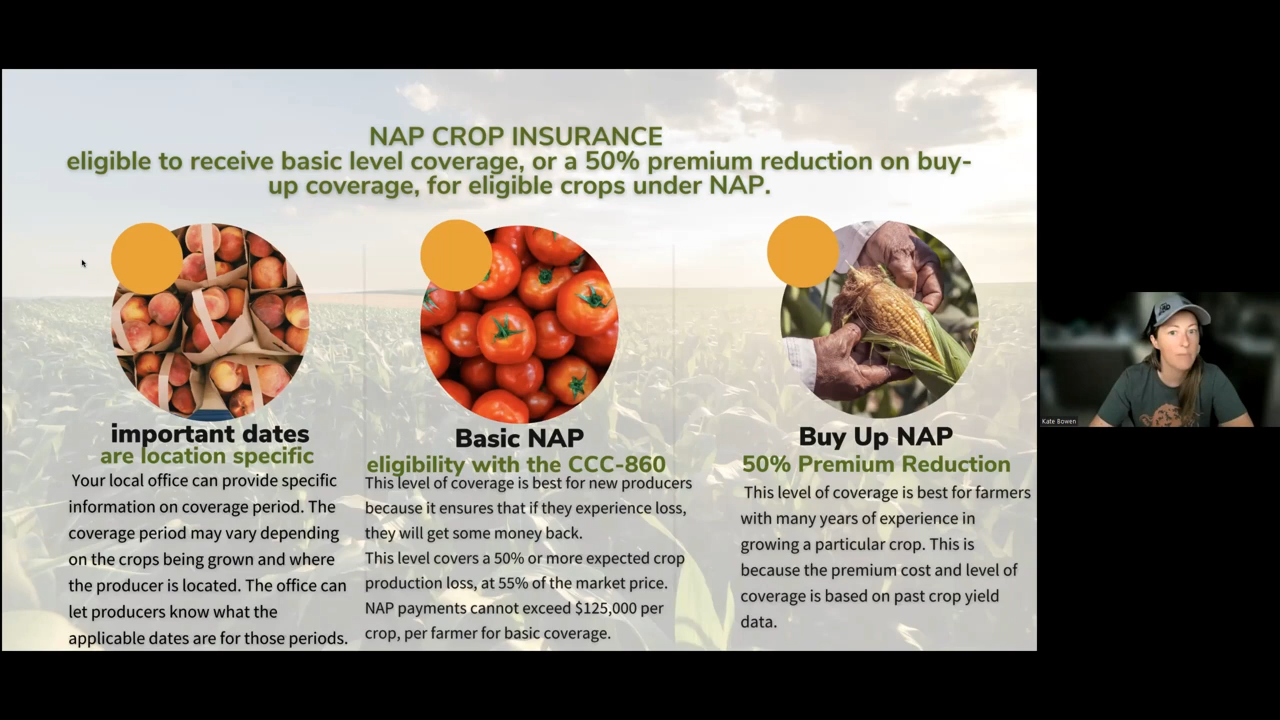 NAP CROP INSURANCE
eligible to receive basic level coverage, or a 50% premium reduction on buy-
up coverage, for eligible crops under NAP.
important dates
are location specific
Your local office can provide specific
information on coverage period. The
coverage period may vary depending
on the crops being grown and where
the producer is located. The office can
let producers know what the
applicable dates are for those periods.
Basic NAP
eligibility with the CCC-860
This level of coverage is best for new producers
because it ensures that if they experience loss,
they will get some money back.
This level covers a 50% or more expected crop
production loss, at 55% of the market price.
NAP payments cannot exceed $125,000 per
crop, per farmer for basic coverage.
Buy Up NAP
50% Premium Reduction
This level of coverage is best for farmers
with many years of experience in
growing a particular crop. This is
because the premium cost and level of
coverage is based on past crop yield
data.
Kate Bowen